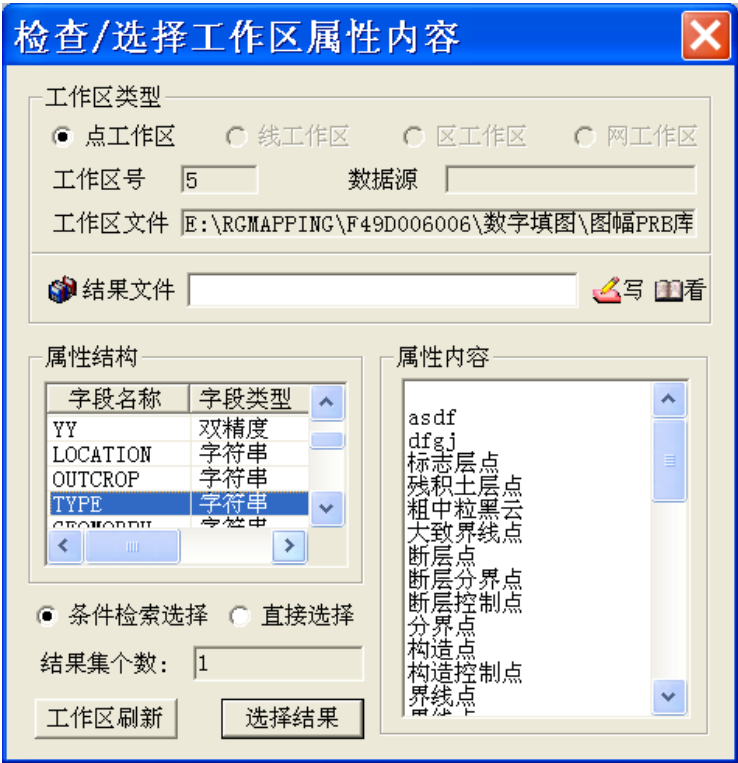 检查/选择工作区属性内容
工作区类型
点工作区 线工作区 区工作区 网工作区
工作区号 5 数据源
工作区文件 E:\RGMAPPING\F49D006006\数字填图\图幅PRB库
结果文件 写 看
属性结构
字段名称 字段类型
YY 双精度
LOCATION 字符串
OUTCROP 字符串
TYPE 字符串
GEOMORPH 字符串
条件检索选择 直接选择
结果集个数: 1
工作区刷新 选择结果
属性内容
asdf
dfgj
标志层点
残积土层点
粗中粒黑云
大致界线点
断层点
断层分界点
断层控制点
分界点
构造点
构造控制点
界线点